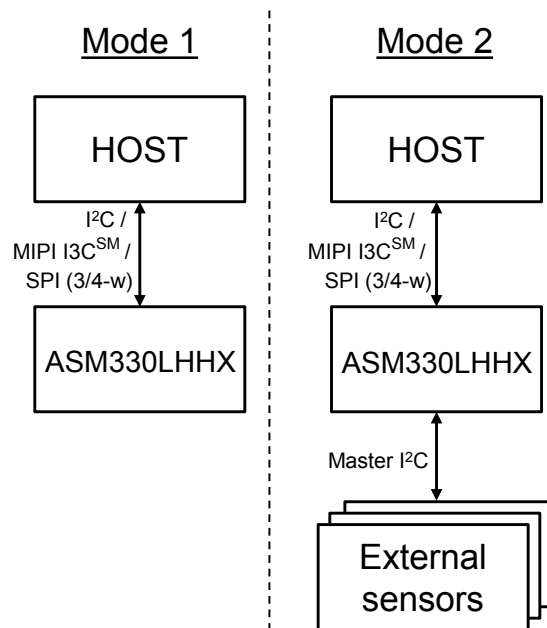 Mode 1
HOST
I²C /
MIPI I3C^SM /
SPI (3/4-w)
ASM330LHHX
Mode 2
HOST
I²C /
MIPI I3C^SM /
SPI (3/4-w)
ASM330LHHX
Master I²C
External
sensors